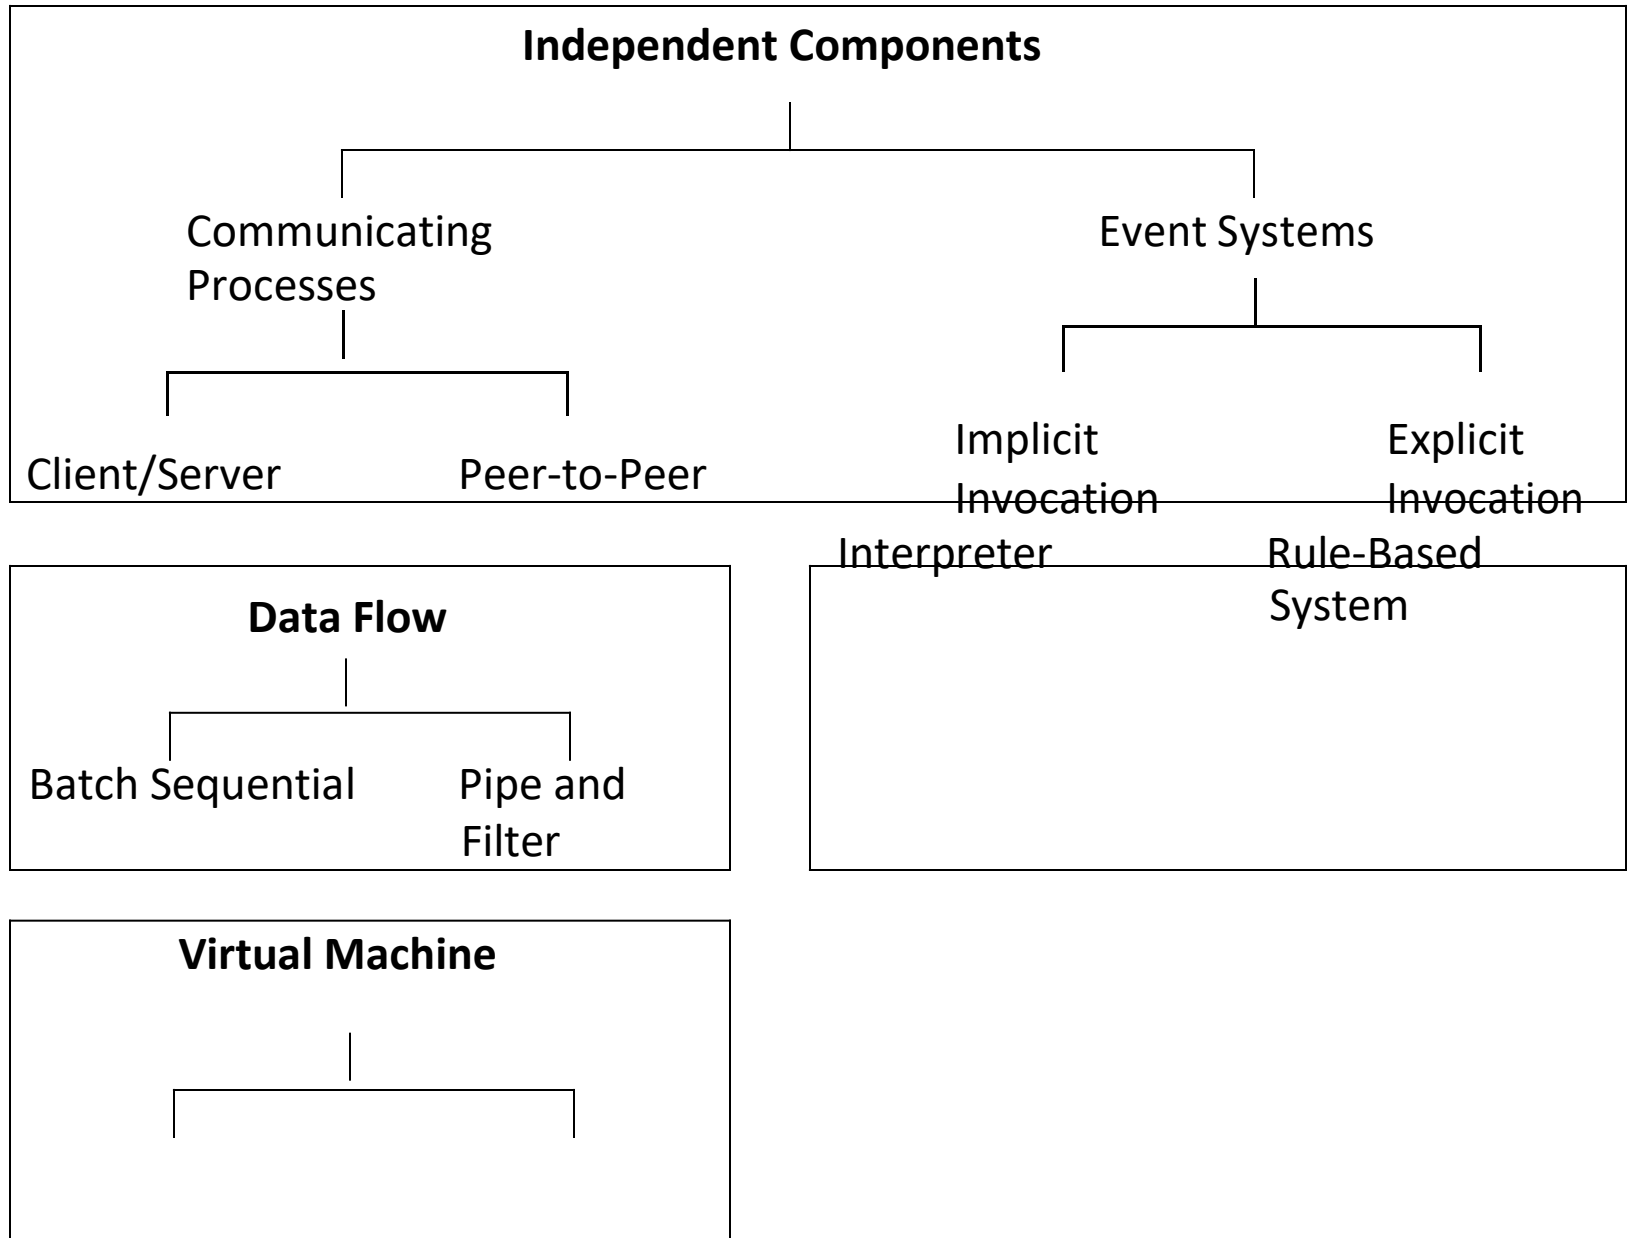 Independent Components
Communicating
Processes
Event Systems
Client/Server
Peer-to-Peer
Implicit
Invocation
Explicit
Invocation
Interpreter
Rule-Based
System
Data Flow
Batch Sequential
Pipe and
Filter
Virtual Machine